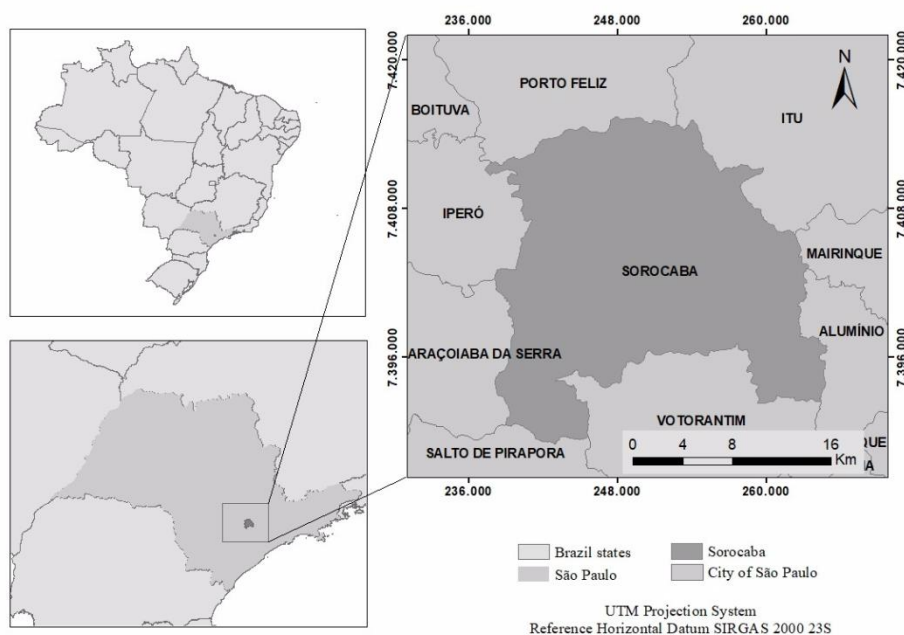 236.000 248.000 260.000
7.420.000 7.420.000
N
PORTO FELIZ
BOITUVA
ITU
7.408.000 7.408.000
IPERÓ
MAIRINQUE
SOROCABA
ALUMÍNIO
7.396.000 7.396.000
ARAÇOIABA DA SERRA
VOTORANTIM
0 4 8 16
Km
QUE
NA
SALTO DE PIRAPORA
236.000 248.000 260.000
Brazil states Sorocaba
São Paulo City of São Paulo
UTM Projection System
Reference Horizontal Datum SIRGAS 2000 23S